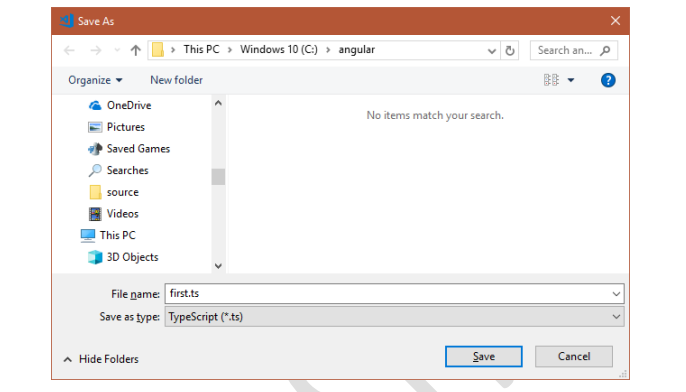 Save As
This PC > Windows 10 (C:) > angular
Search an...
Organize
New folder
OneDrive
Pictures
Saved Games
Searches
source
Videos
This PC
3D Objects
No items match your search.
File name: first.ts
Save as type: TypeScript (*.ts)
Hide Folders
Save
Cancel